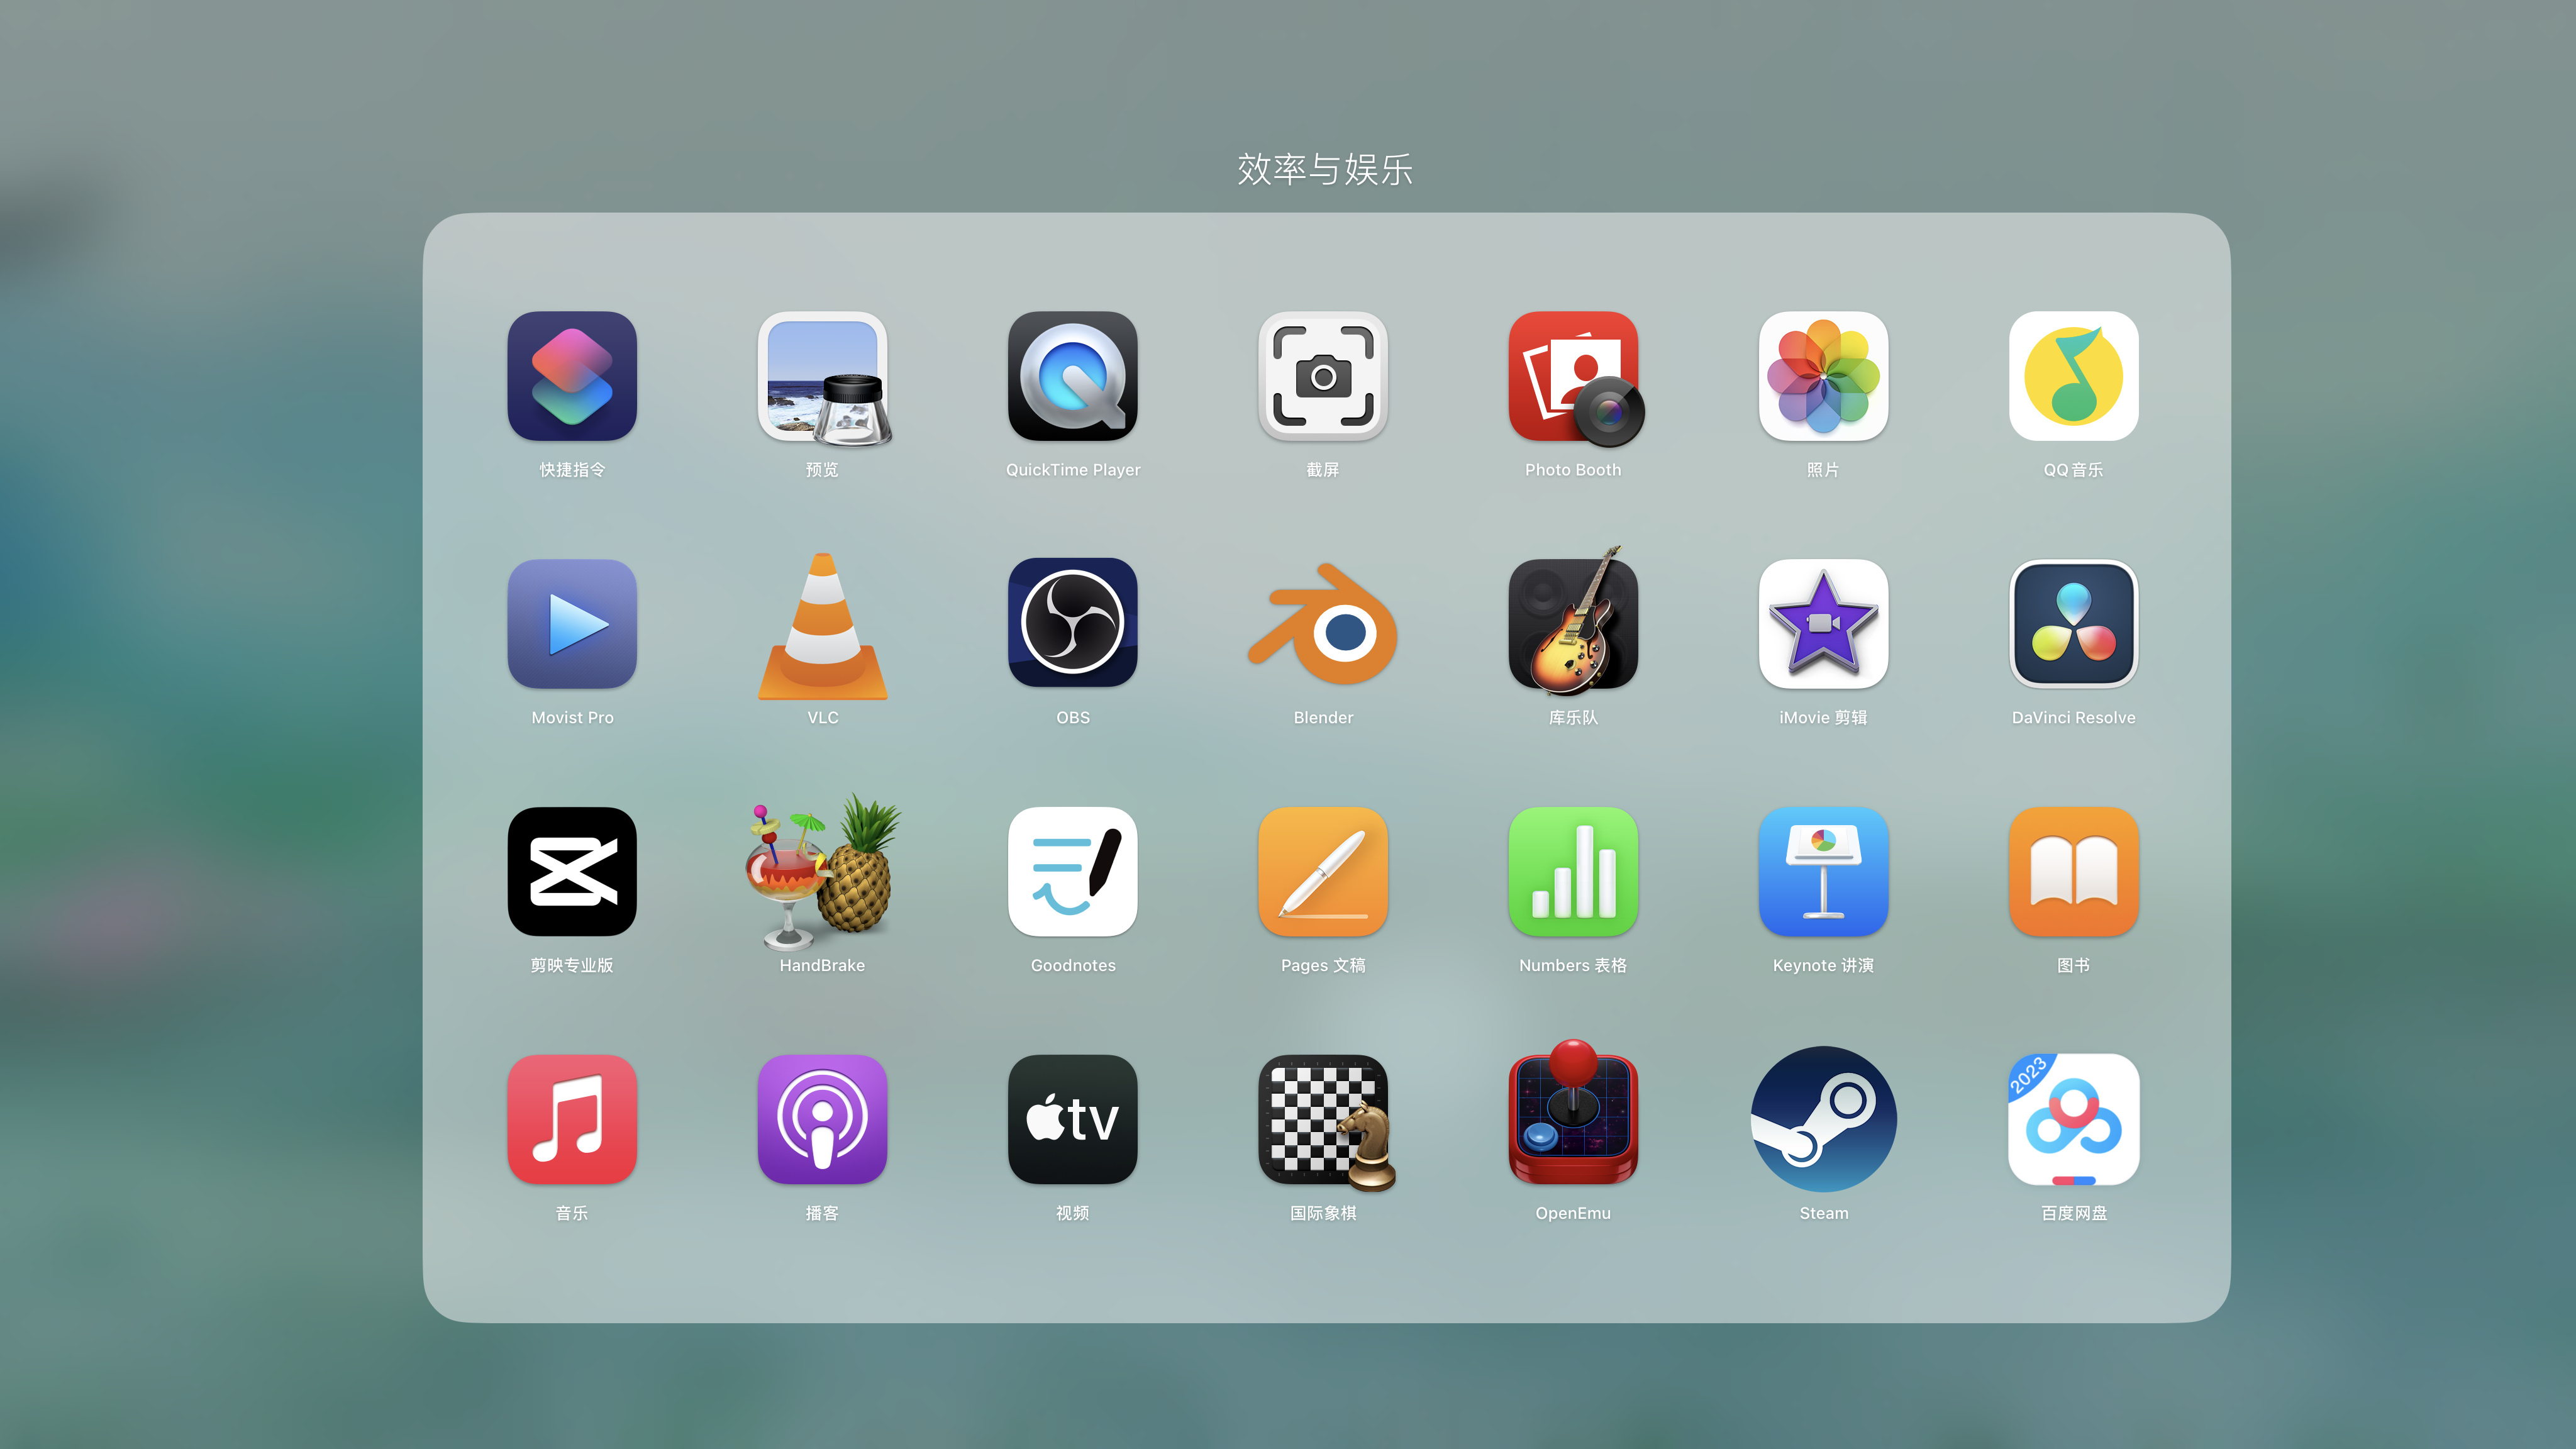 效率与娱乐
快捷指令
预览
QuickTime Player
截屏
Photo Booth
照片
QQ音乐
Movist Pro
VLC
OBS
Blender
库乐队
iMovie 剪辑
DaVinci Resolve
剪映专业版
HandBrake
Goodnotes
Pages 文稿
Numbers 表格
Keynote 讲演
图书
tv
2023
音乐
播客
视频
国际象棋
OpenEmu
Steam
百度网盘